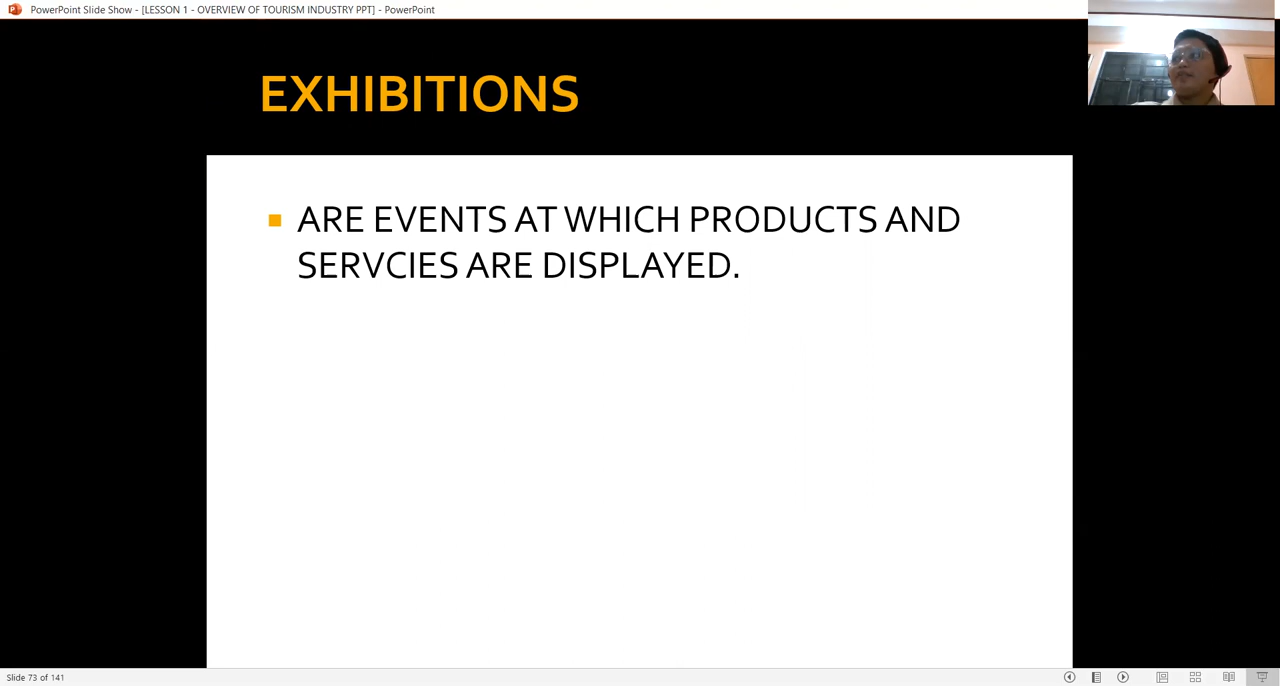 PowerPoint Slide Show - [LESSON 1 - OVERVIEW OF TOURISM INDUSTRY PPT] - PowerPoint
EXHIBITIONS
ARE EVENTS AT WHICH PRODUCTS AND
SERVCIES ARE DISPLAYED.
Slide 73 of 141